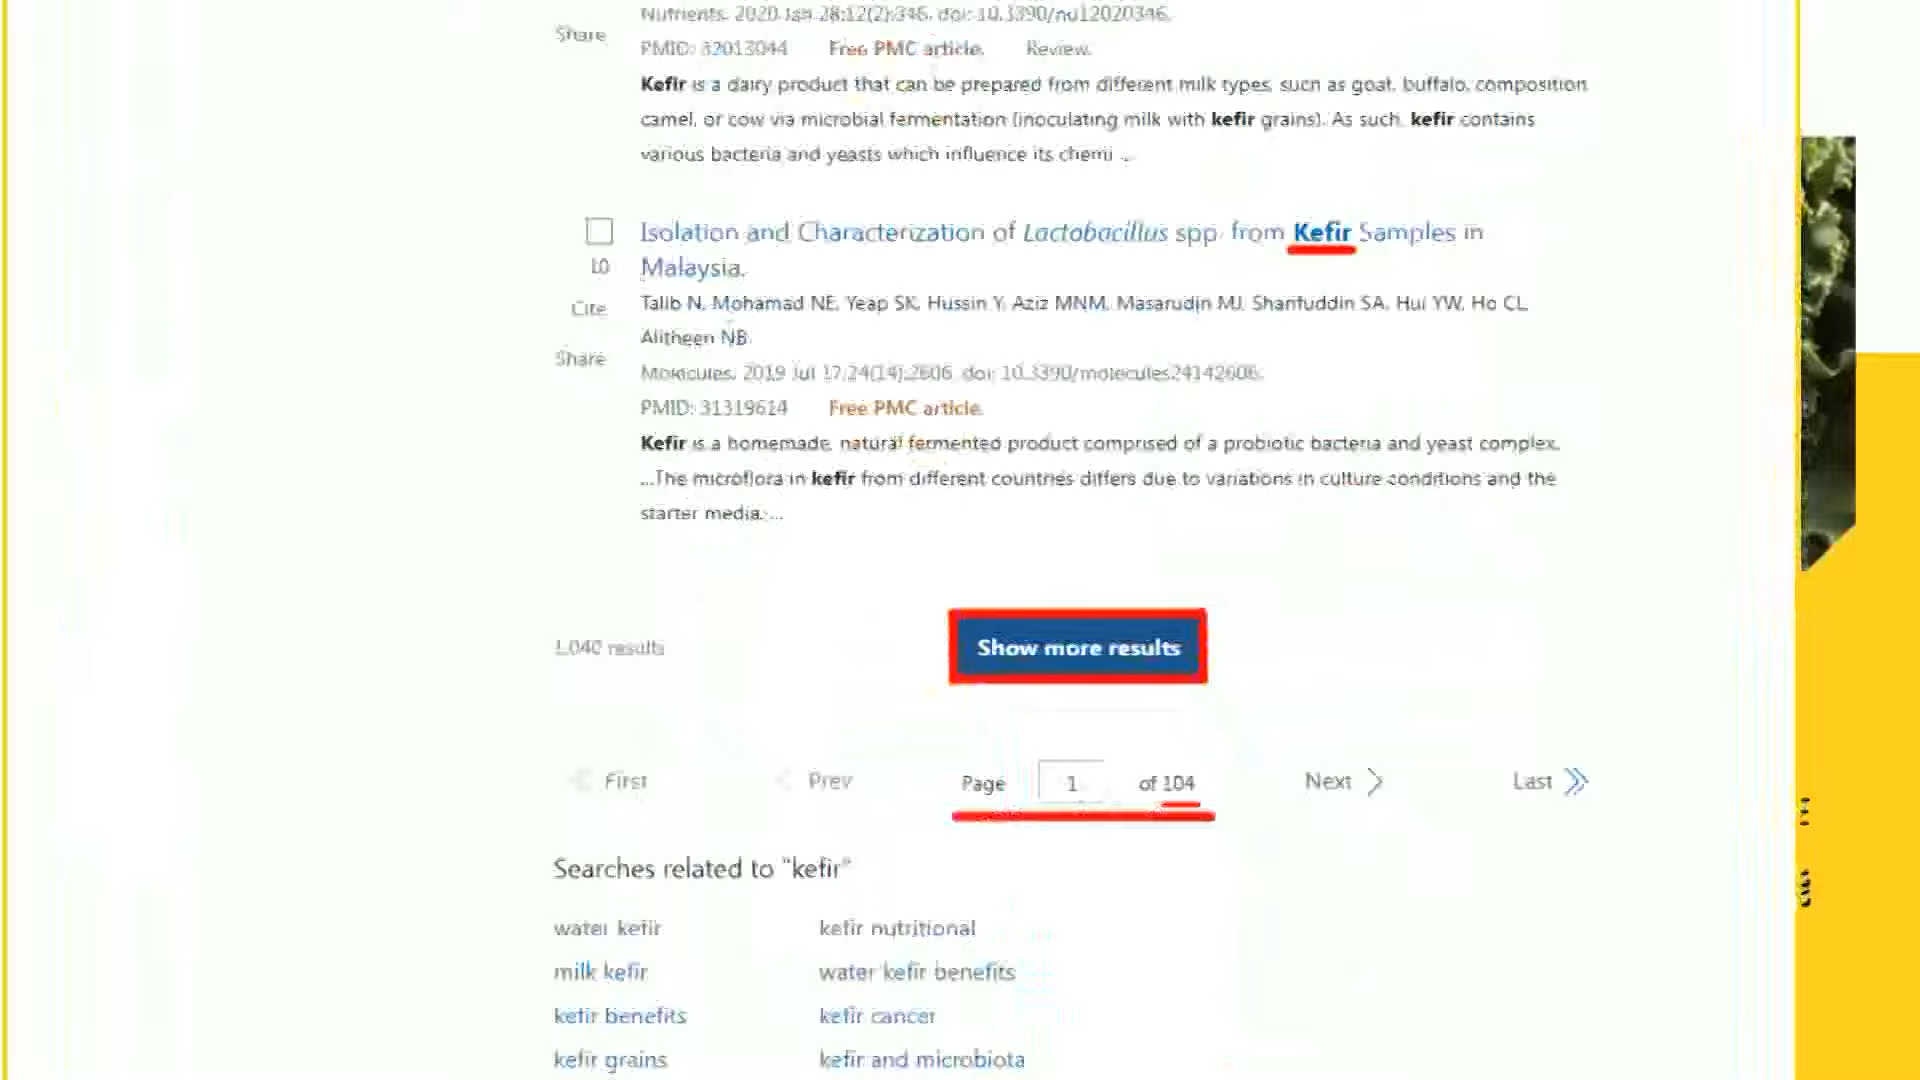 Nutrients. 2020 Jan 28;12(2):346. doi: 10.3390/nu12020346.
Share
PMID: 32013044 Free PMC article. Review.
Kefir is a dairy product that can be prepared from different milk types, such as goat, buffalo, composition
camel, or cow via microbial fermentation (inoculating milk with kefir grains). As such, kefir contains
various bacteria and yeasts which influence its chemi ...
Isolation and Characterization of Lactobacillus spp. from Kefir Samples in
10
Malaysia.
Cite
Talib N, Mohamad NE, Yeap SK, Hussin Y, Aziz MNM, Masarudin MJ, Sharifuddin SA, Hui YW, Ho CL,
Alitheen NB.
Share
Molecules. 2019 Jul 17;24(14):2606. doi: 10.3390/molecules24142606.
PMID: 31319614 Free PMC article.
Kefir is a homemade, natural fermented product comprised of a probiotic bacteria and yeast complex.
...The microflora in kefir from different countries differs due to variations in culture conditions and the
starter media. ...
1,040 results
Show more results
First Prev Page 1 of 104 Next Last
Searches related to "kefir"
water kefir kefir nutritional
milk kefir water kefir benefits
kefir benefits kefir cancer
kefir grains kefir and microbiota